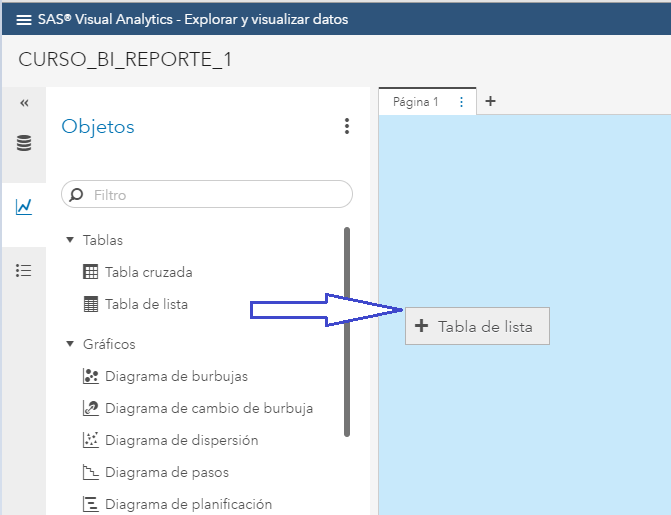 SAS® Visual Analytics - Explorar y visualizar datos
CURSO_BI_REPORTE_1
Objetos
Filtro
Tablas
Tabla cruzada
Tabla de lista
Gráficos
Diagrama de burbujas
Diagrama de cambio de burbuja
Diagrama de dispersión
Diagrama de pasos
Diagrama de planificación
Página 1
+ Tabla de lista